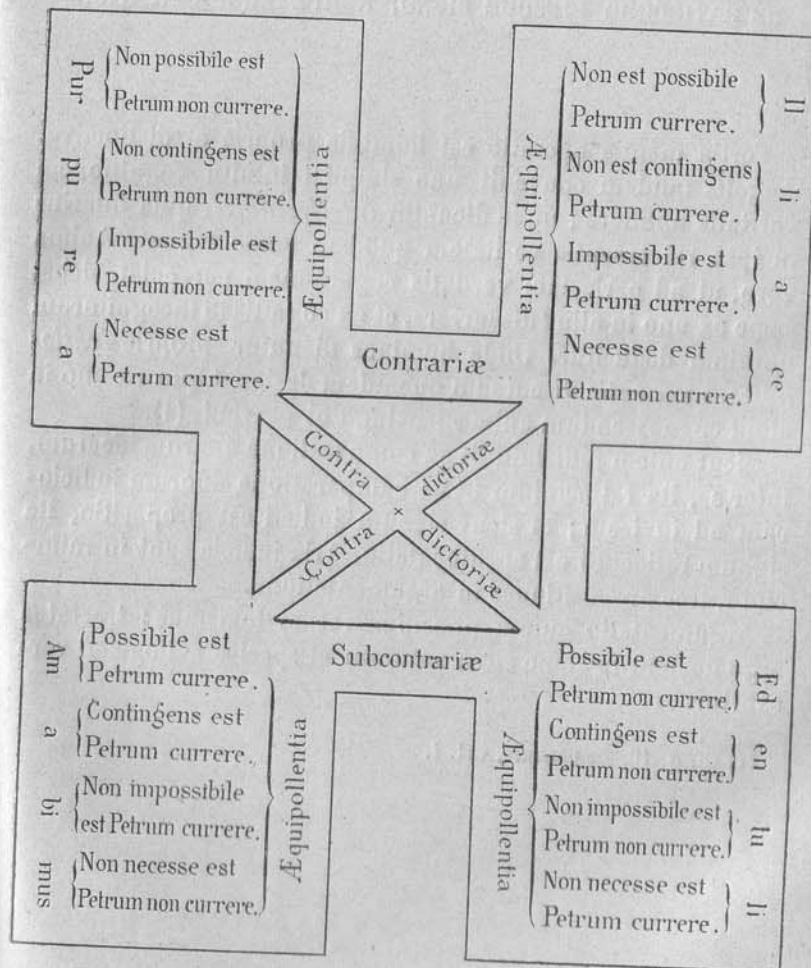 Pur
Non possibile est
Petrum non currere.
pu
Non contingens est
Petrum non currere.
re
Impossibibile est
Petrum non currere.
a
Necesse est
Petrum currere.
Æquipollentia
Æquipollentia
Non est possibile
Petrum currere.
Il
Non est contingens
Petrum currere.
li
Impossibile est
Petrum currere.
a
Necesse est
Petrum non currere.
ce
Contrariæ
Contra
dictoriæ
Contra
dictoriæ
Subcontrariæ
Am
Possibile est
Petrum currere.
a
Contingens est
Petrum currere.
bi
Non impossibile
est Petrum currere.
mus
Non necesse est
Petrum non currere.
Æquipollentia
Æquipollentia
Possibile est
Petrum non currere.
Ed
Contingens est
Petrum non currere.
en
Non impossibile est
Petrum non currere.
tu
Non necesse est
Petrum currere.
li